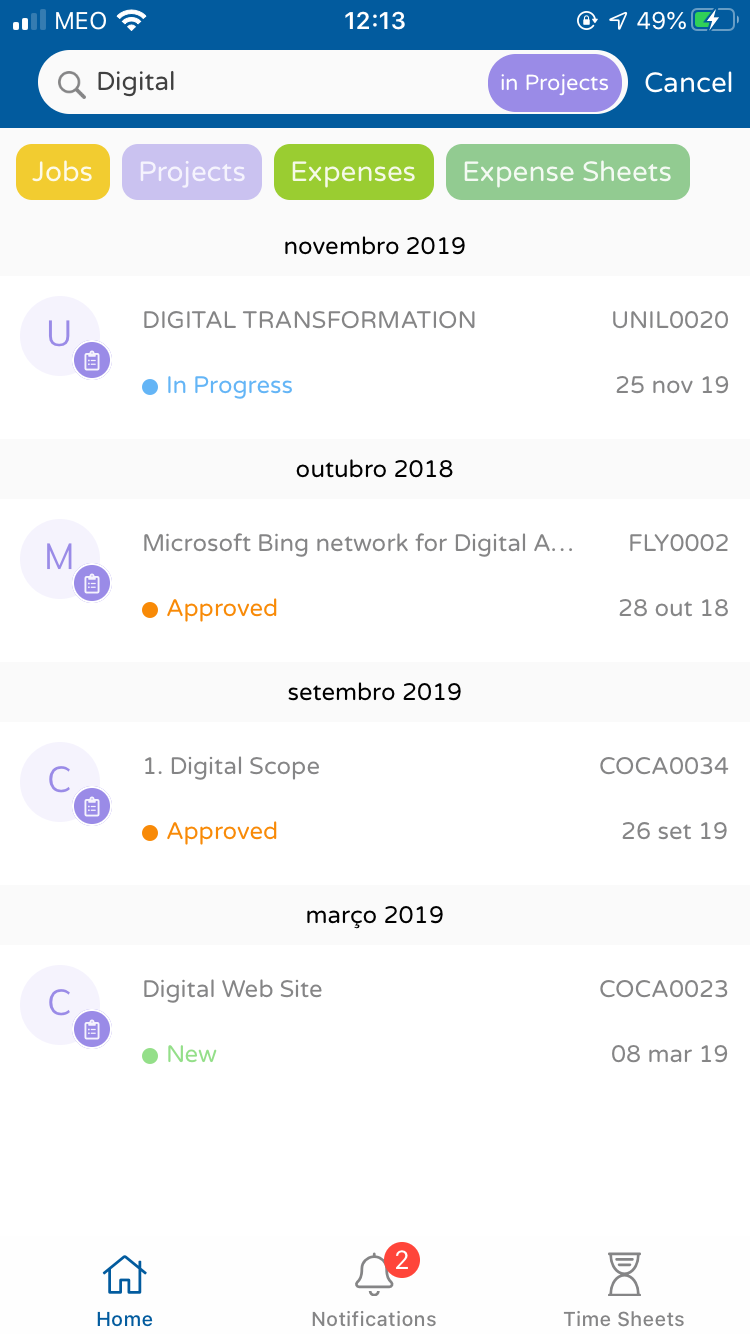 MEO 12:13 49%
Digital in Projects Cancel
Jobs Projects Expenses Expense Sheets
novembro 2019
U DIGITAL TRANSFORMATION UNIL0020
In Progress 25 nov 19
outubro 2018
M Microsoft Bing network for Digital A... FLY0002
Approved 28 out 18
setembro 2019
C 1. Digital Scope COCA0034
Approved 26 set 19
março 2019
C Digital Web Site COCA0023
New 08 mar 19
2
Home Notifications Time Sheets